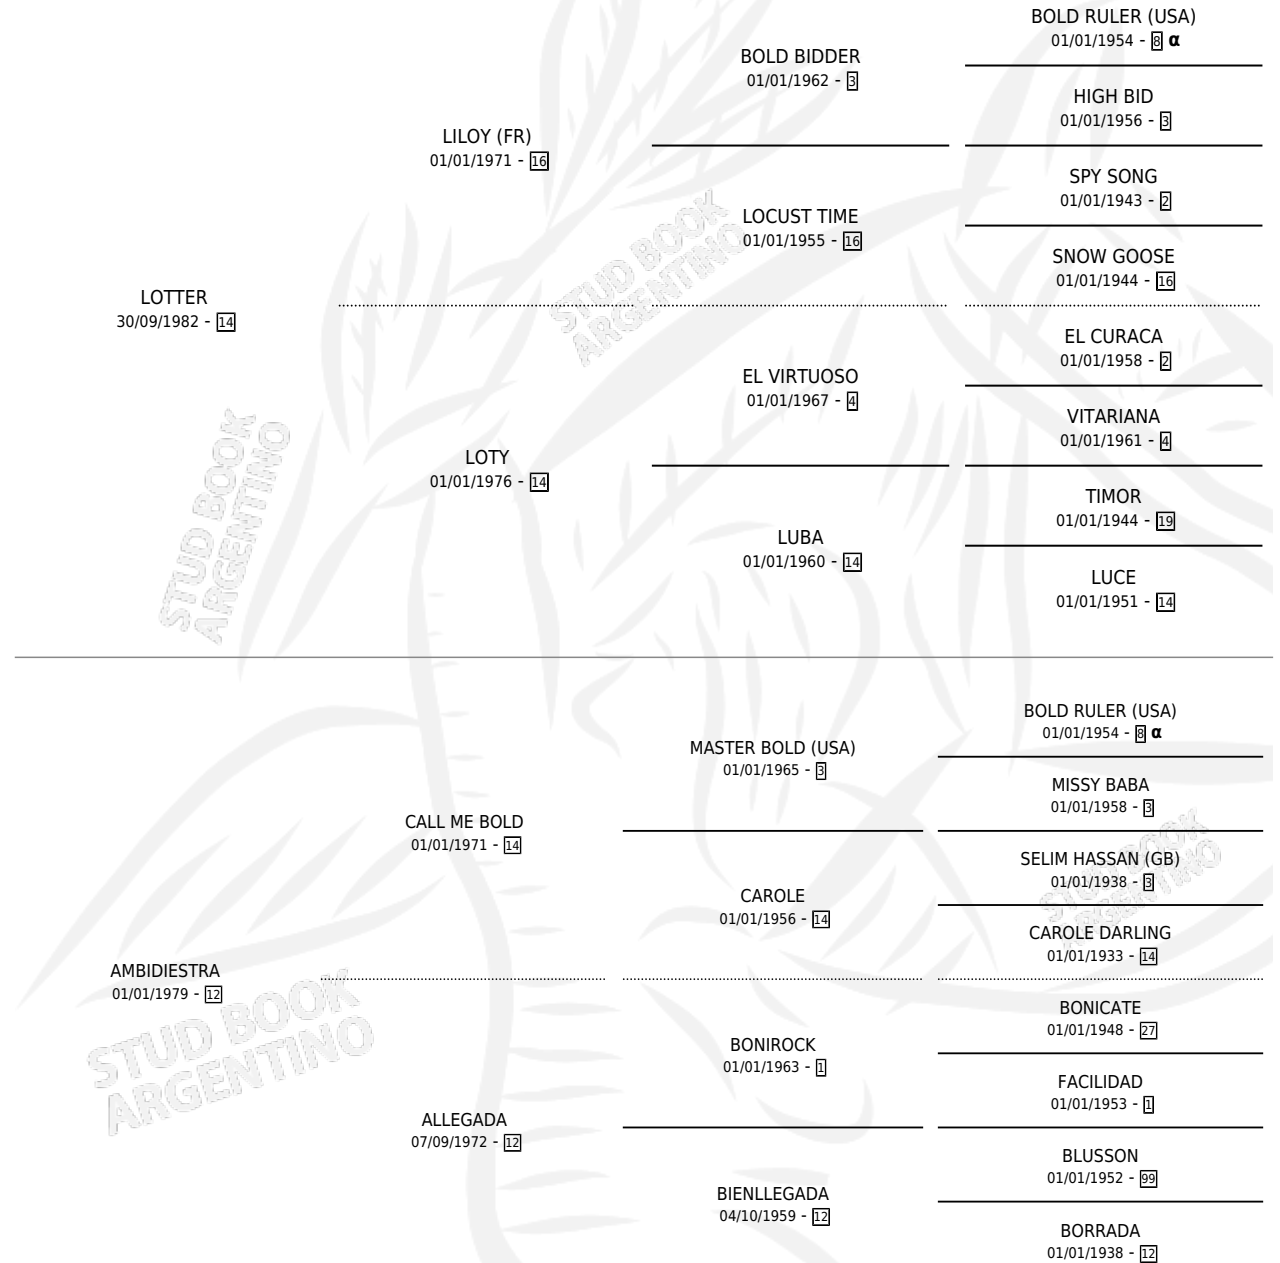 BOLD RULER (USA)
01/01/1954 - 8 α
BOLD BIDDER
01/01/1962 - 3
HIGH BID
01/01/1956 - 3
LILOY (FR)
01/01/1971 - 16
SPY SONG
01/01/1943 - 2
LOCUST TIME
01/01/1955 - 16
SNOW GOOSE
01/01/1944 - 16
LOTTER
30/09/1982 - 14
EL CURACA
01/01/1958 - 2
EL VIRTUOSO
01/01/1967 - 4
VITARIANA
01/01/1961 - 4
LOTY
01/01/1976 - 14
TIMOR
01/01/1944 - 19
LUBA
01/01/1960 - 14
LUCE
01/01/1951 - 14
BOLD RULER (USA)
01/01/1954 - 8 α
MASTER BOLD (USA)
01/01/1965 - 3
MISSY BABA
01/01/1958 - 3
CALL ME BOLD
01/01/1971 - 14
SELIM HASSAN (GB)
01/01/1938 - 3
CAROLE
01/01/1956 - 14
CAROLE DARLING
01/01/1933 - 14
AMBIDIESTRA
01/01/1979 - 12
BONICATE
01/01/1948 - 27
BONIROCK
01/01/1963 - 1
FACILIDAD
01/01/1953 - 1
ALLEGADA
07/09/1972 - 12
BLUSSON
01/01/1952 - 99
BIENLLEGADA
04/10/1959 - 12
BORRADA
01/01/1938 - 12
STUD BOOK
ARGENTINO
STUD BOOK
ARGENTINO
STUD BOOK
ARGENTINO
STUD BOOK
ARGENTINO